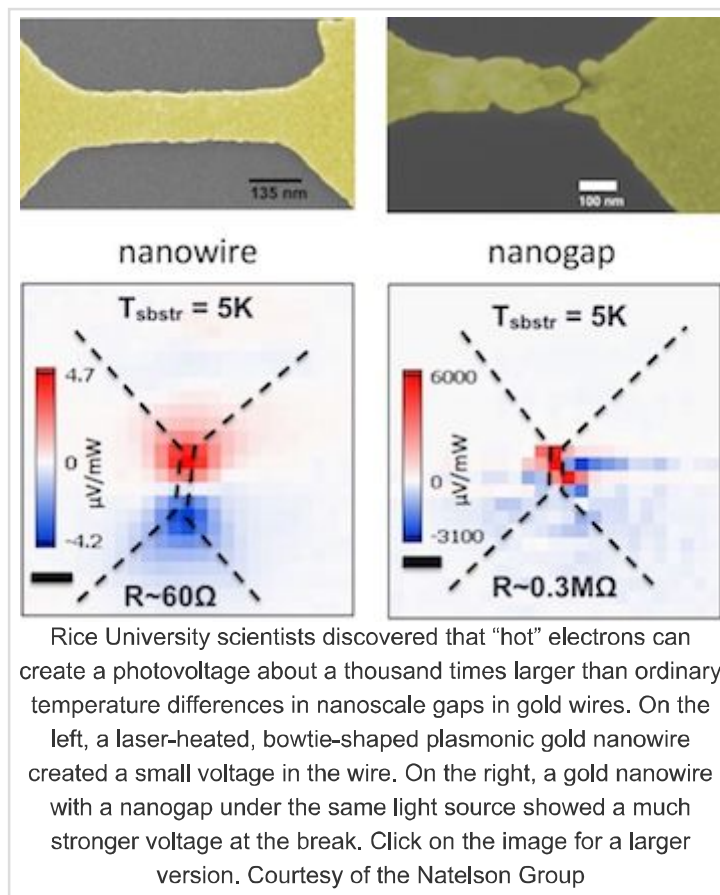 135 nm
100 nm
nanowire
nanogap
T_sbstr = 5K
4.7
0
-4.2
µV/mW
R~60Ω
T_sbstr = 5K
6000
0
-3100
µV/mW
R~0.3MΩ
Rice University scientists discovered that “hot” electrons can
create a photovoltage about a thousand times larger than ordinary
temperature differences in nanoscale gaps in gold wires. On the
left, a laser-heated, bowtie-shaped plasmonic gold nanowire
created a small voltage in the wire. On the right, a gold nanowire
with a nanogap under the same light source showed a much
stronger voltage at the break. Click on the image for a larger
version. Courtesy of the Natelson Group